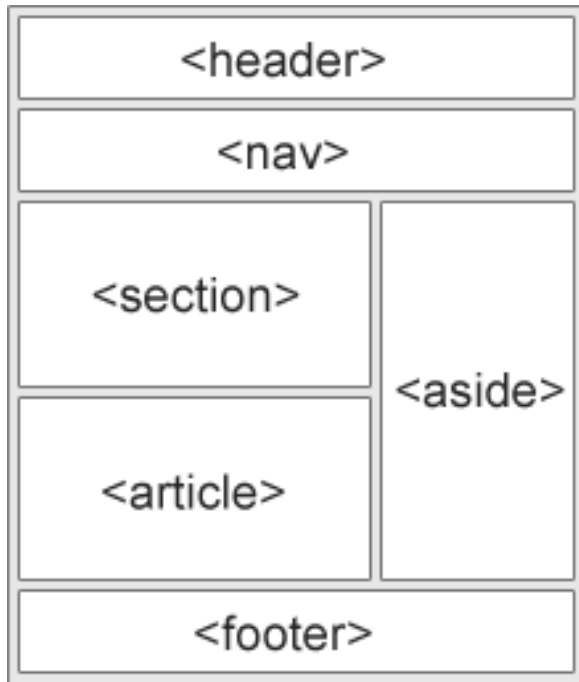 <header>
<nav>
<section>
<aside>
<article>
<footer>